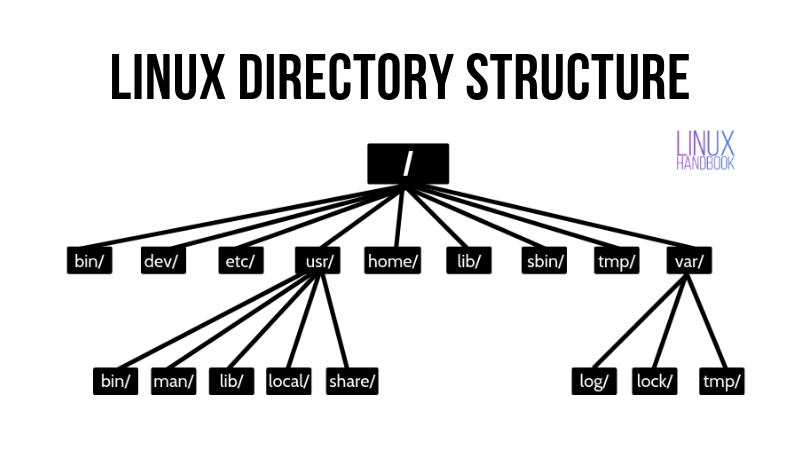 LINUX DIRECTORY STRUCTURE
LINUX
HANDBOOK
/
bin/ dev/ etc/ usr/ home/ lib/ sbin/ tmp/ var/
bin/ man/ lib/ local/ share/ log/ lock/ tmp/